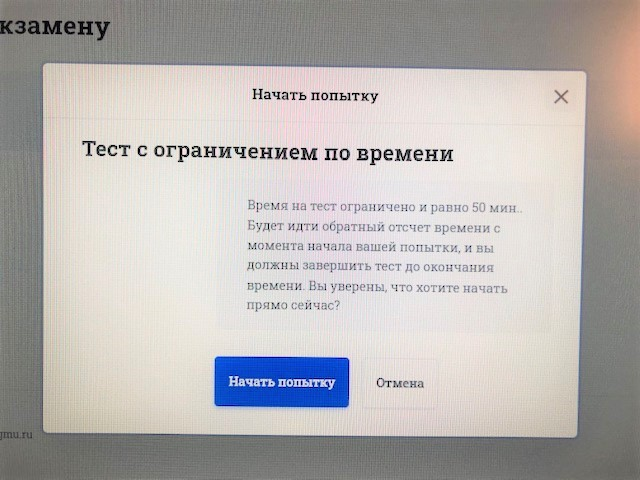 кзамену
Начать попытку
Тест с ограничением по времени
Время на тест ограничено и равно 50 мин..
Будет идти обратный отсчет времени с
момента начала вашей попытки, и вы
должны завершить тест до окончания
времени. Вы уверены, что хотите начать
прямо сейчас?
Начать попытку
Отмена
jmu.ru